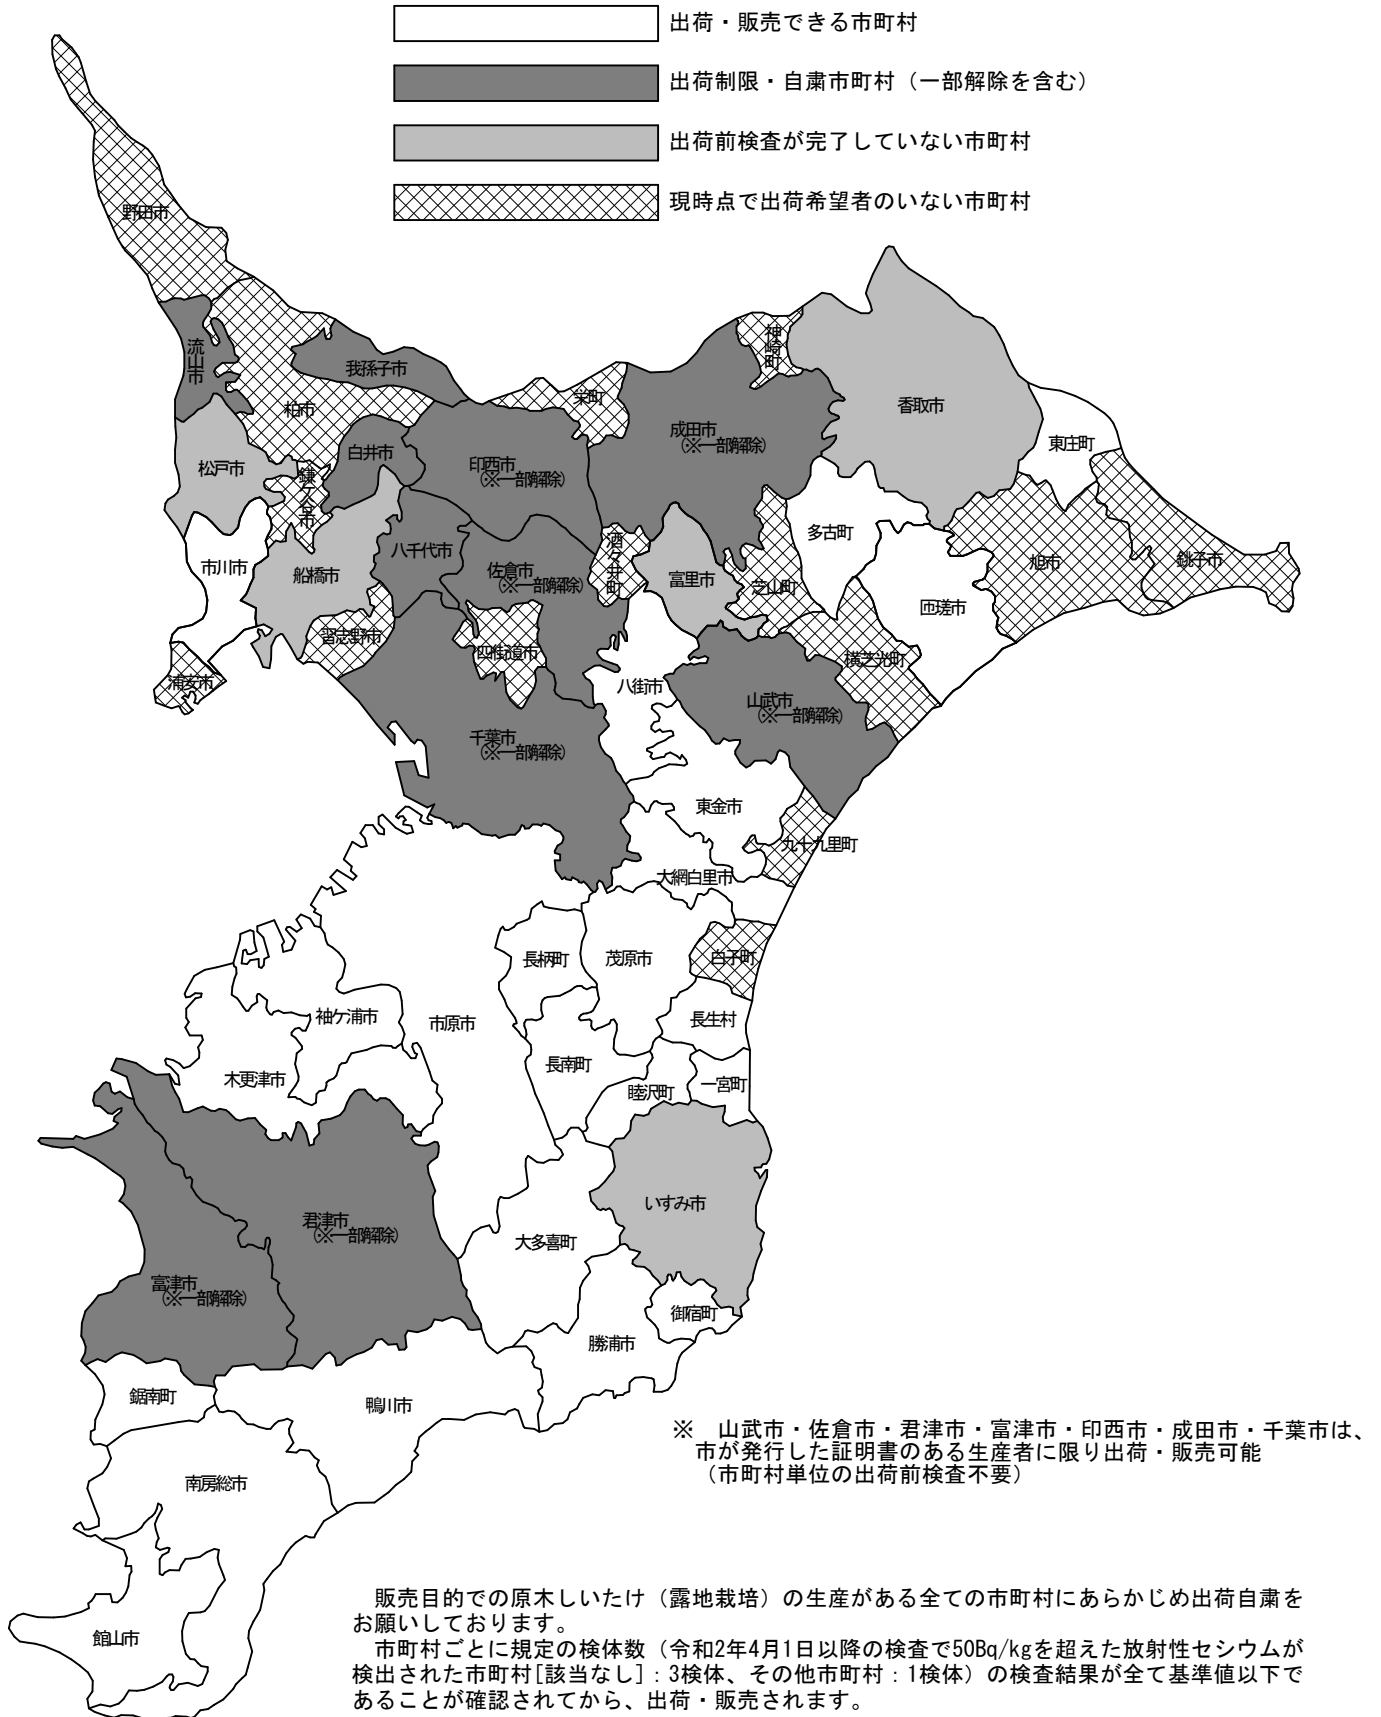 出荷・販売できる市町村
出荷制限・自粛市町村（一部解除を含む）
出荷前検査が完了していない市町村
現時点で出荷希望者のいない市町村
野田市
流山市
我孫子市
柏市
松戸市
鎌ケ谷市
白井市
印西市
（※一部解除）
栄町
成田市
（※一部解除）
神崎町
香取市
東庄町
市川市
船橋市
八千代市
佐倉市
（※一部解除）
酒々井町
富里市
芝山町
多古町
匝瑳市
旭市
銚子市
浦安市
習志野市
四街道市
八街市
山武市
（※一部解除）
横芝光町
千葉市
（※一部解除）
東金市
九十九里町
大網白里市
長柄町
茂原市
白子町
袖ケ浦市
市原市
長生村
木更津市
長南町
睦沢町
一宮町
君津市
（※一部解除）
大多喜町
いすみ市
富津市
（※一部解除）
御宿町
勝浦市
鋸南町
鴨川市
南房総市
館山市
※　山武市・佐倉市・君津市・富津市・印西市・成田市・千葉市は、
市が発行した証明書のある生産者に限り出荷・販売可能
（市町村単位の出荷前検査不要）
販売目的での原木しいたけ（露地栽培）の生産がある全ての市町村にあらかじめ出荷自粛を
お願いしております。
市町村ごとに規定の検体数（令和2年4月1日以降の検査で50Bq/kgを超えた放射性セシウムが
検出された市町村[該当なし]：3検体、その他市町村：1検体）の検査結果が全て基準値以下で
あることが確認されてから、出荷・販売されます。